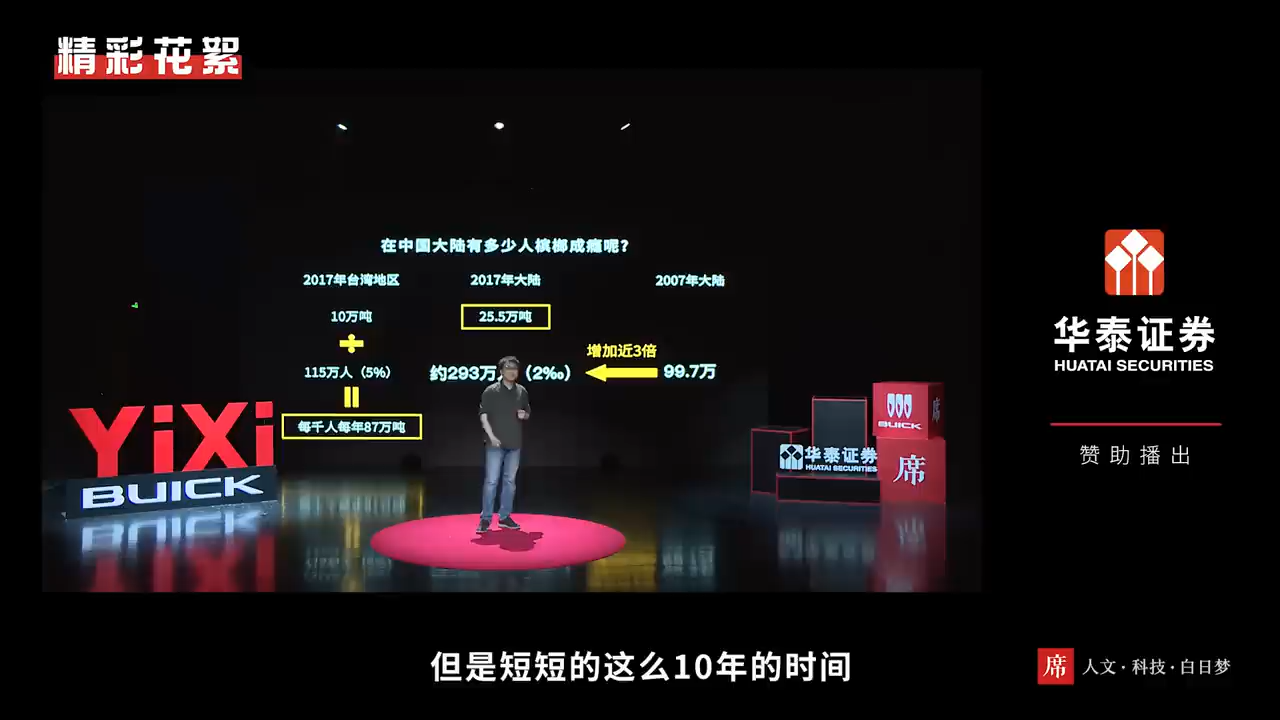 精彩花絮
在中国大陆有多少人槟榔成瘾呢?
2017年台湾地区
2017年大陆
2007年大陆
10万吨
25.5万吨
增加近3倍
115万人（5%）
约293万
（2‰）
99.7万
每千人每年87万吨
YiXi
BUICK
华泰证券
HUATAI SECURITIES
BUICK
席
席
华泰证券
HUATAI SECURITIES
赞助播出
但是短短的这么10年的时间
席
人文·科技·白日梦